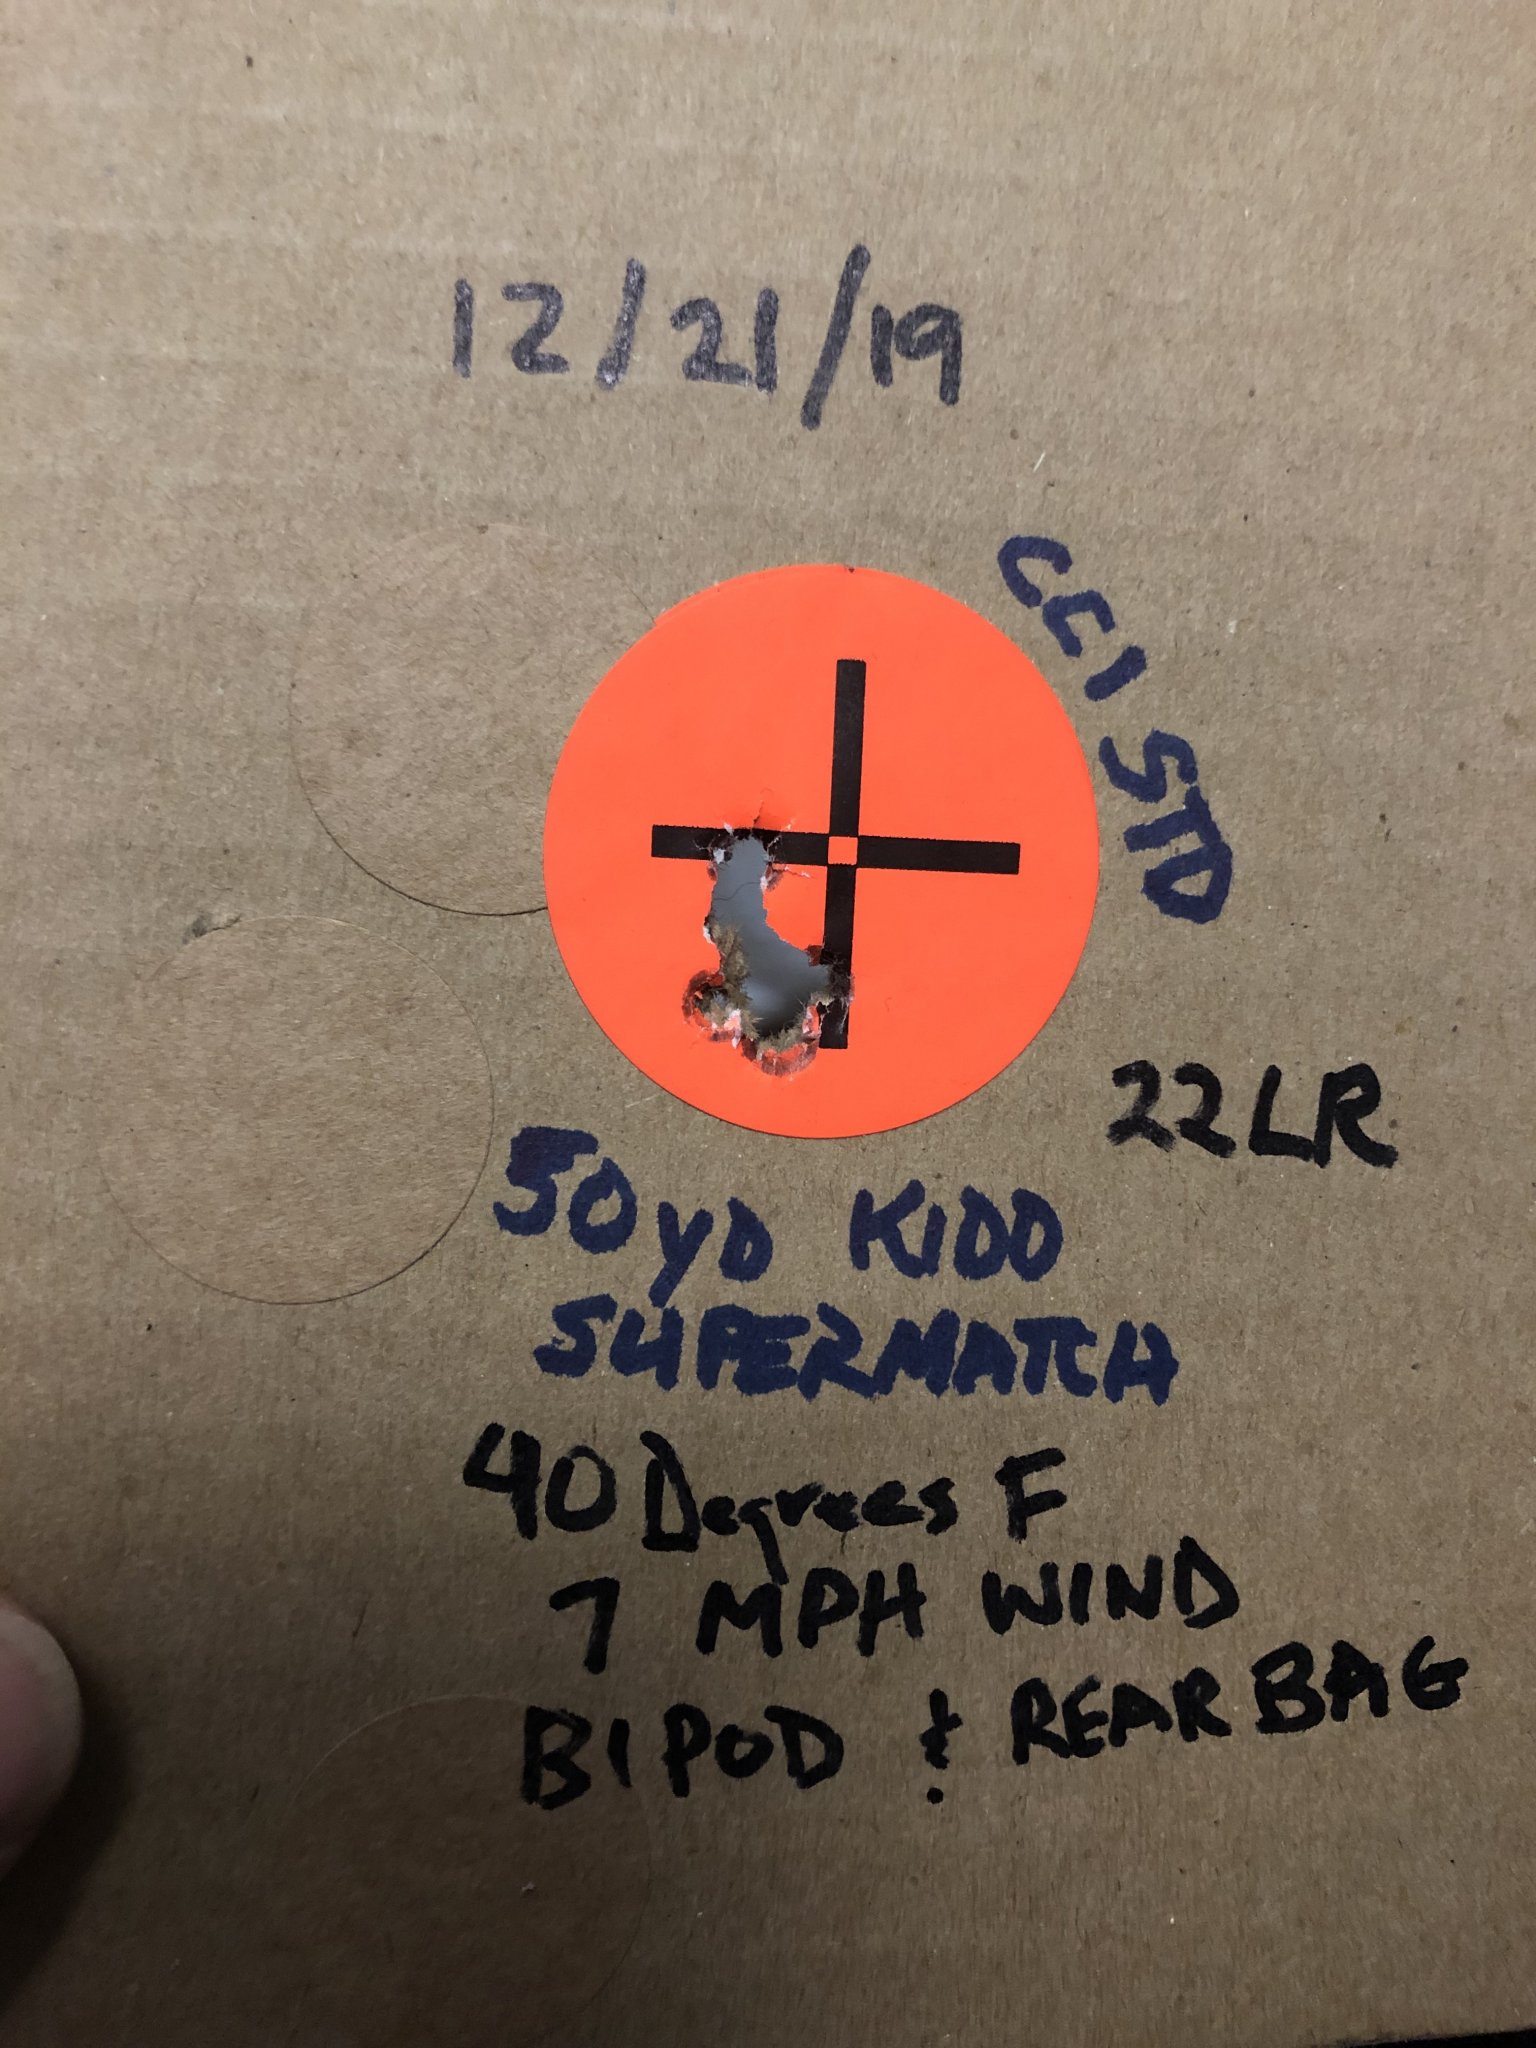 12/21/19
CCI STD
22LR
50yD KIDD
SUPERMATCH
40 Degrees F
7 MPH WIND
BIPOD & REAR BAG